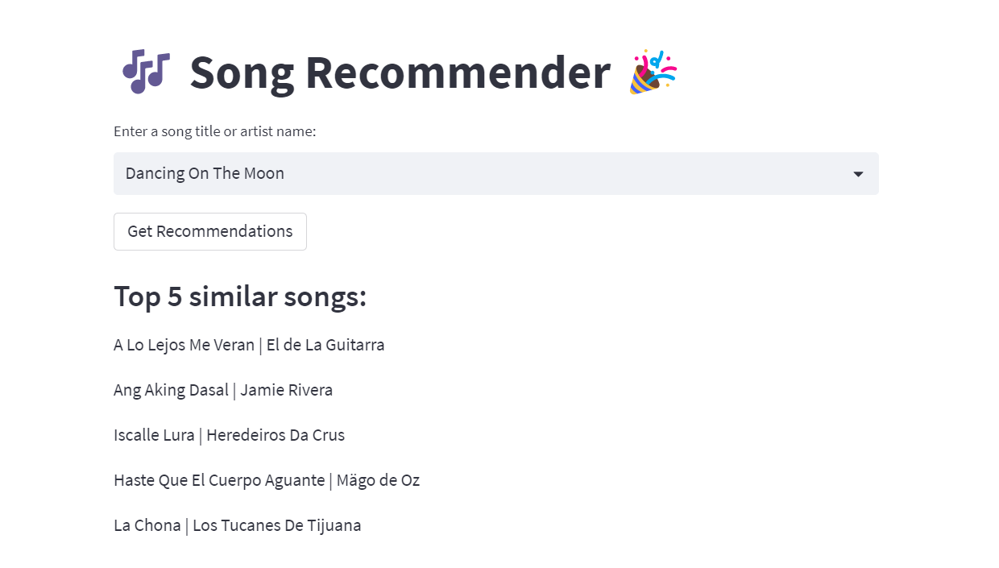 Song Recommender
Enter a song title or artist name:
Dancing On The Moon
Get Recommendations
Top 5 similar songs:
A Lo Lejos Me Veran | El de La Guitarra
Ang Aking Dasal | Jamie Rivera
Iscalle Lura | Heredeiros Da Crus
Haste Que El Cuerpo Aguante | Mägo de Oz
La Chona | Los Tucanes De Tijuana